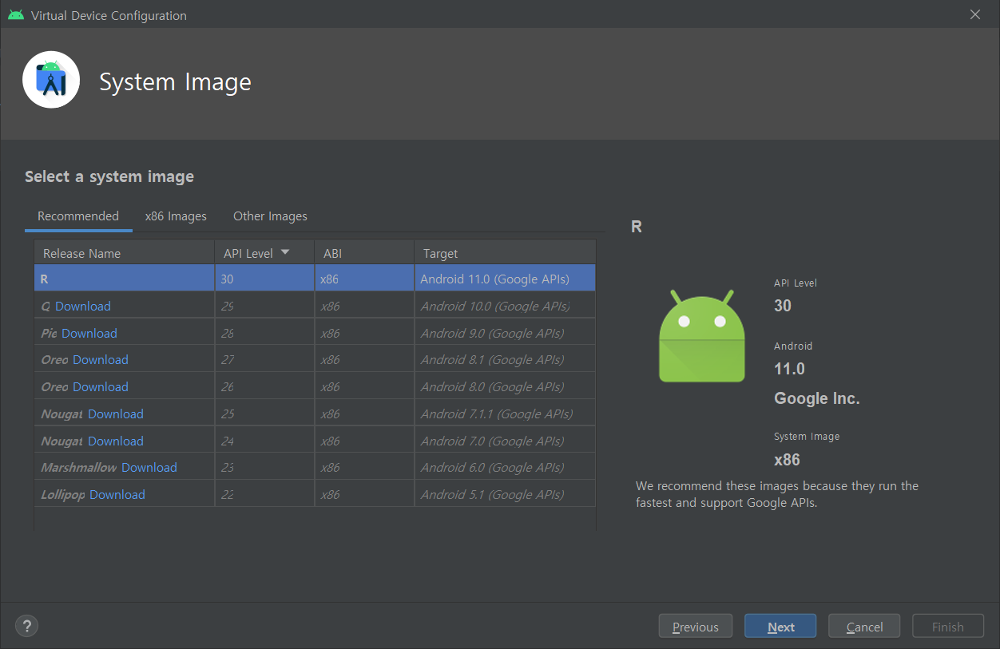 Virtual Device Configuration
System Image
Select a system image
Recommended x86 Images Other Images
Release Name API Level ABI Target
R 30 x86 Android 11.0 (Google APIs)
Q Download 29 x86 Android 10.0 (Google APIs)
Pie Download 28 x86 Android 9.0 (Google APIs)
Oreo Download 27 x86 Android 8.1 (Google APIs)
Oreo Download 26 x86 Android 8.0 (Google APIs)
Nougat Download 25 x86 Android 7.1.1 (Google APIs)
Nougat Download 24 x86 Android 7.0 (Google APIs)
Marshmallow Download 23 x86 Android 6.0 (Google APIs)
Lollipop Download 22 x86 Android 5.1 (Google APIs)
R
API Level
30
Android
11.0
Google Inc.
System Image
x86
We recommend these images because they run the
fastest and support Google APIs.
? Previous Next Cancel Finish